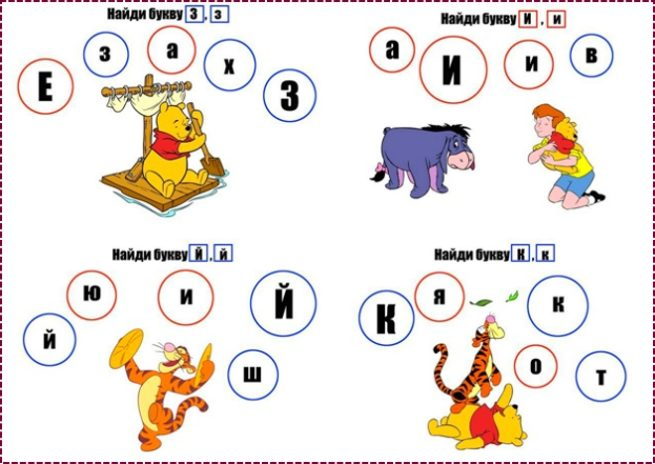 Найди букву З , з
Е з а х З
Найди букву И , и
а И и в
Найди букву Й , й
й ю и Й ш
Найди букву К , к
К я к о т